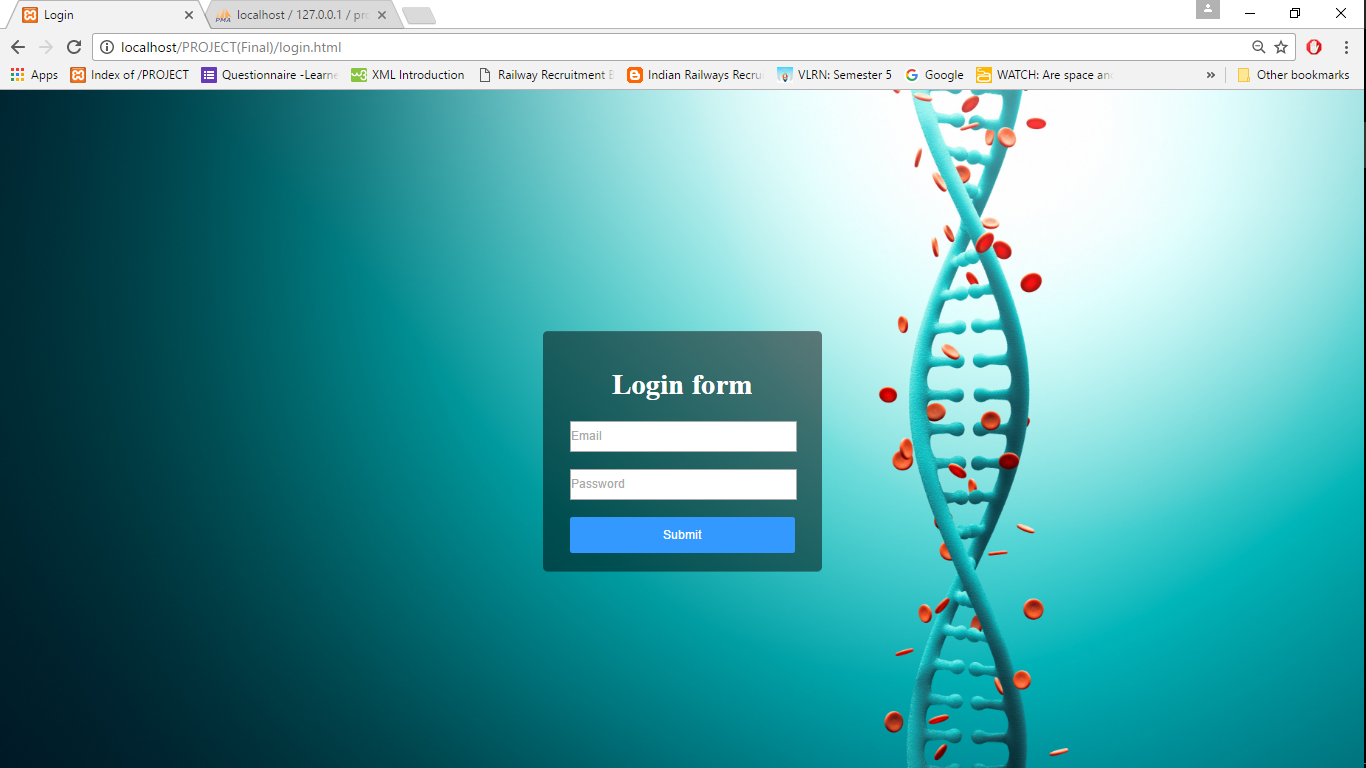 Login
PMA localhost / 127.0.0.1 / pr
localhost/PROJECT(Final)/login.html
Apps Index of /PROJECT Questionnaire -Learne XML Introduction Railway Recruitment Indian Railways Recru VLRN: Semester 5 Google WATCH: Are space and » Other bookmarks
Login form
Email
Password
Submit